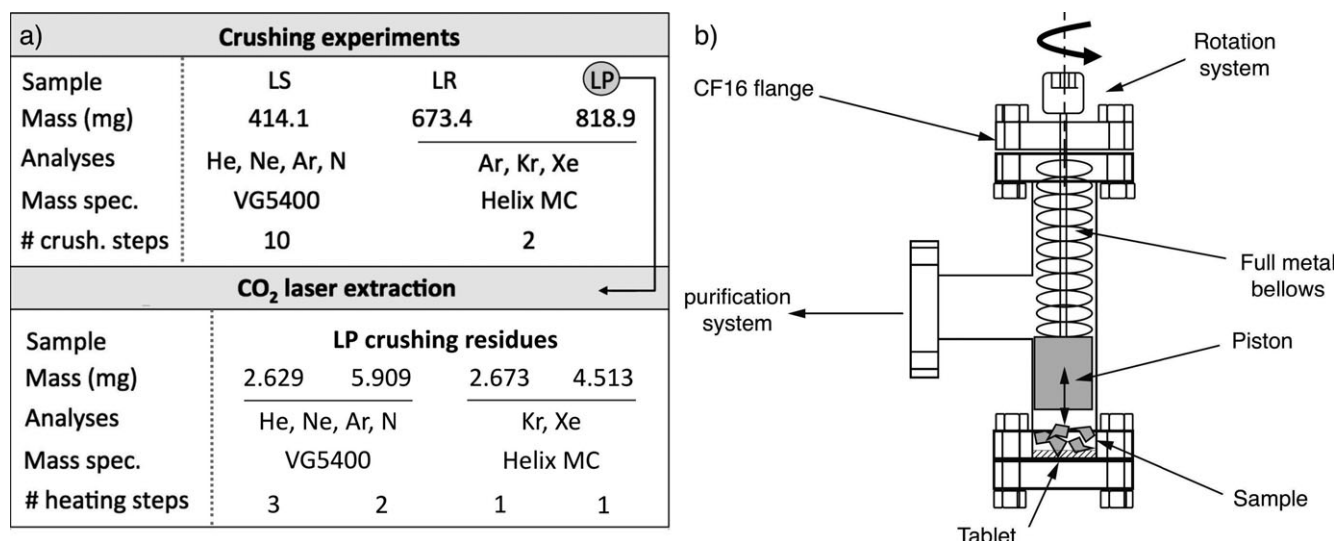 a)
Crushing experiments
Sample LS LR LP
Mass (mg) 414.1 673.4 818.9
Analyses He, Ne, Ar, N Ar, Kr, Xe
Mass spec. VG5400 Helix MC
# crush. steps 10 2
CO₂ laser extraction
Sample LP crushing residues
Mass (mg) 2.629 5.909 2.673 4.513
Analyses He, Ne, Ar, N Kr, Xe
Mass spec. VG5400 Helix MC
# heating steps 3 2 1 1
b)
Rotation
system
CF16 flange
Full metal
bellows
purification
system
Piston
Sample
Tablet